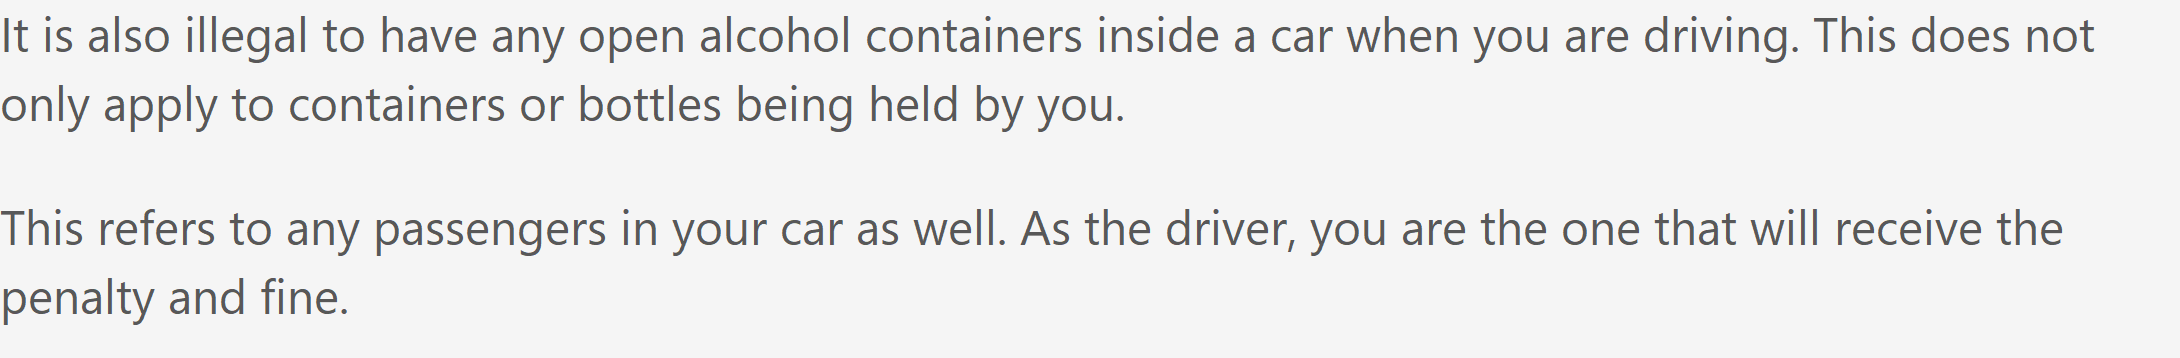 It is also illegal to have any open alcohol containers inside a car when you are driving. This does not
only apply to containers or bottles being held by you.
This refers to any passengers in your car as well. As the driver, you are the one that will receive the
penalty and fine.